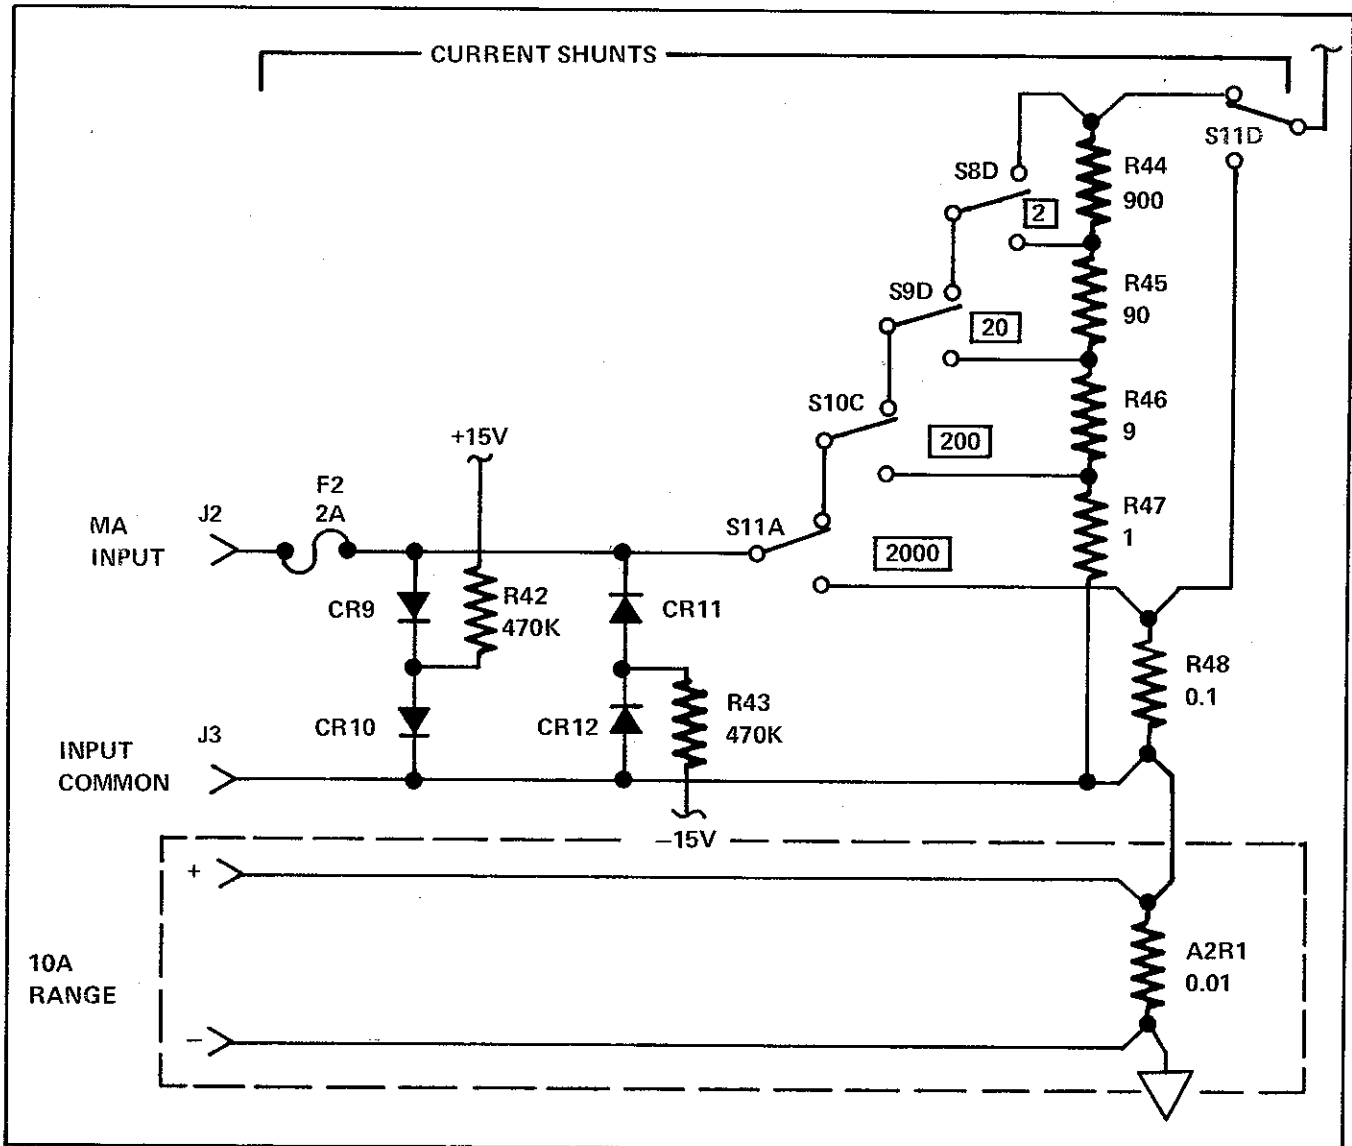 CURRENT SHUNTS
S11D
R44
900
S8D
2
R45
90
S9D
20
R46
9
S10C
200
+15V
R47
1
F2
2A
MA
INPUT
J2
S11A
2000
CR9
R42
470K
CR11
R48
0.1
CR10
CR12
R43
470K
INPUT
COMMON
J3
–15V
+
10A
RANGE
A2R1
0.01
–